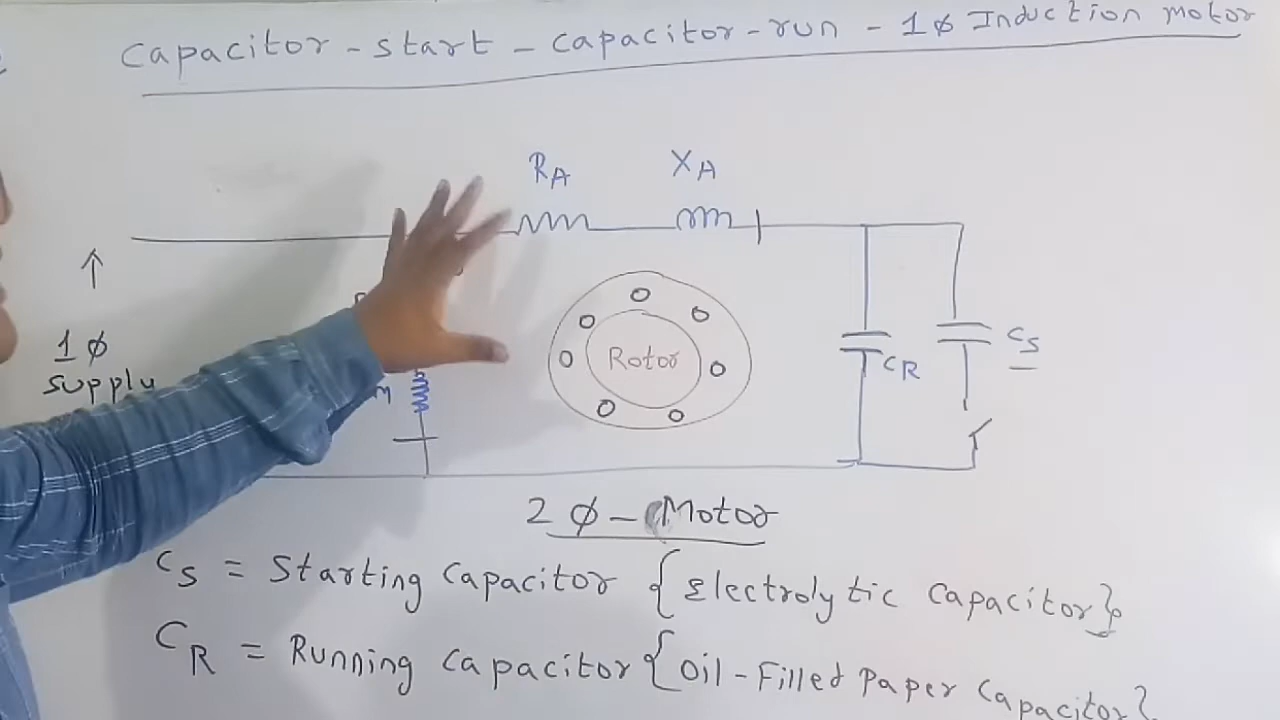 Capacitor-start-capacitor-run-1ϕ Induction Motor
RA XA
1ϕ
supply
m
Rotor
CR
Cs
2ϕ-Motor
Cs = Starting Capacitor {Electrolytic Capacitor}
CR = Running Capacitor {Oil-Filled Paper Capacitor}